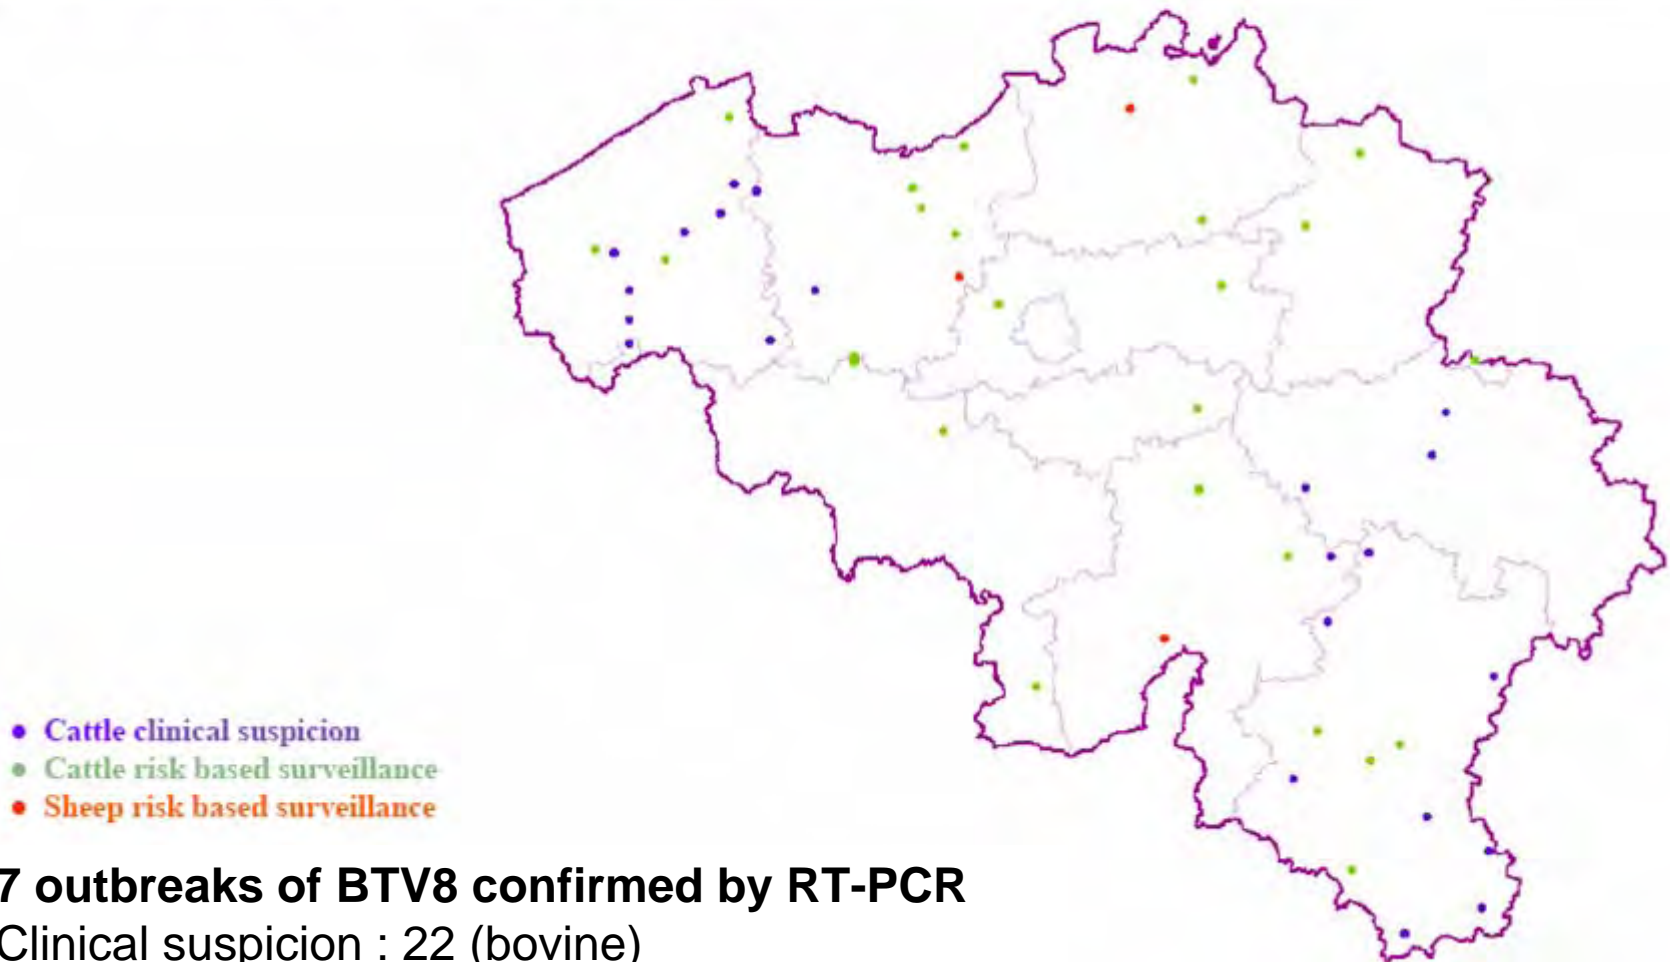 Cattle clinical suspicion
Cattle risk based surveillance
Sheep risk based surveillance
7 outbreaks of BTV8 confirmed by RT-PCR
Clinical suspicion : 22 (bovine)